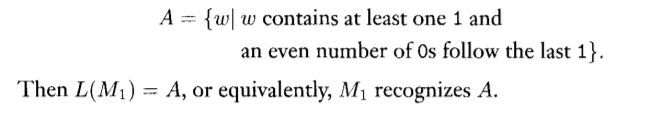 A = {w| w contains at least one 1 and
an even number of 0s follow the last 1}.
Then L(M₁) = A, or equivalently, M₁ recognizes A.